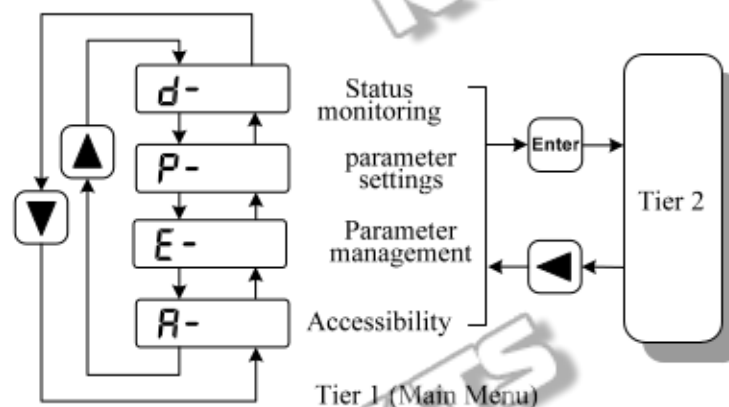 d-
Status
monitoring
Enter
P-
parameter
settings
Tier 2
E-
Parameter
management
A-
Accessibility
Tier 1 (Main Menu)